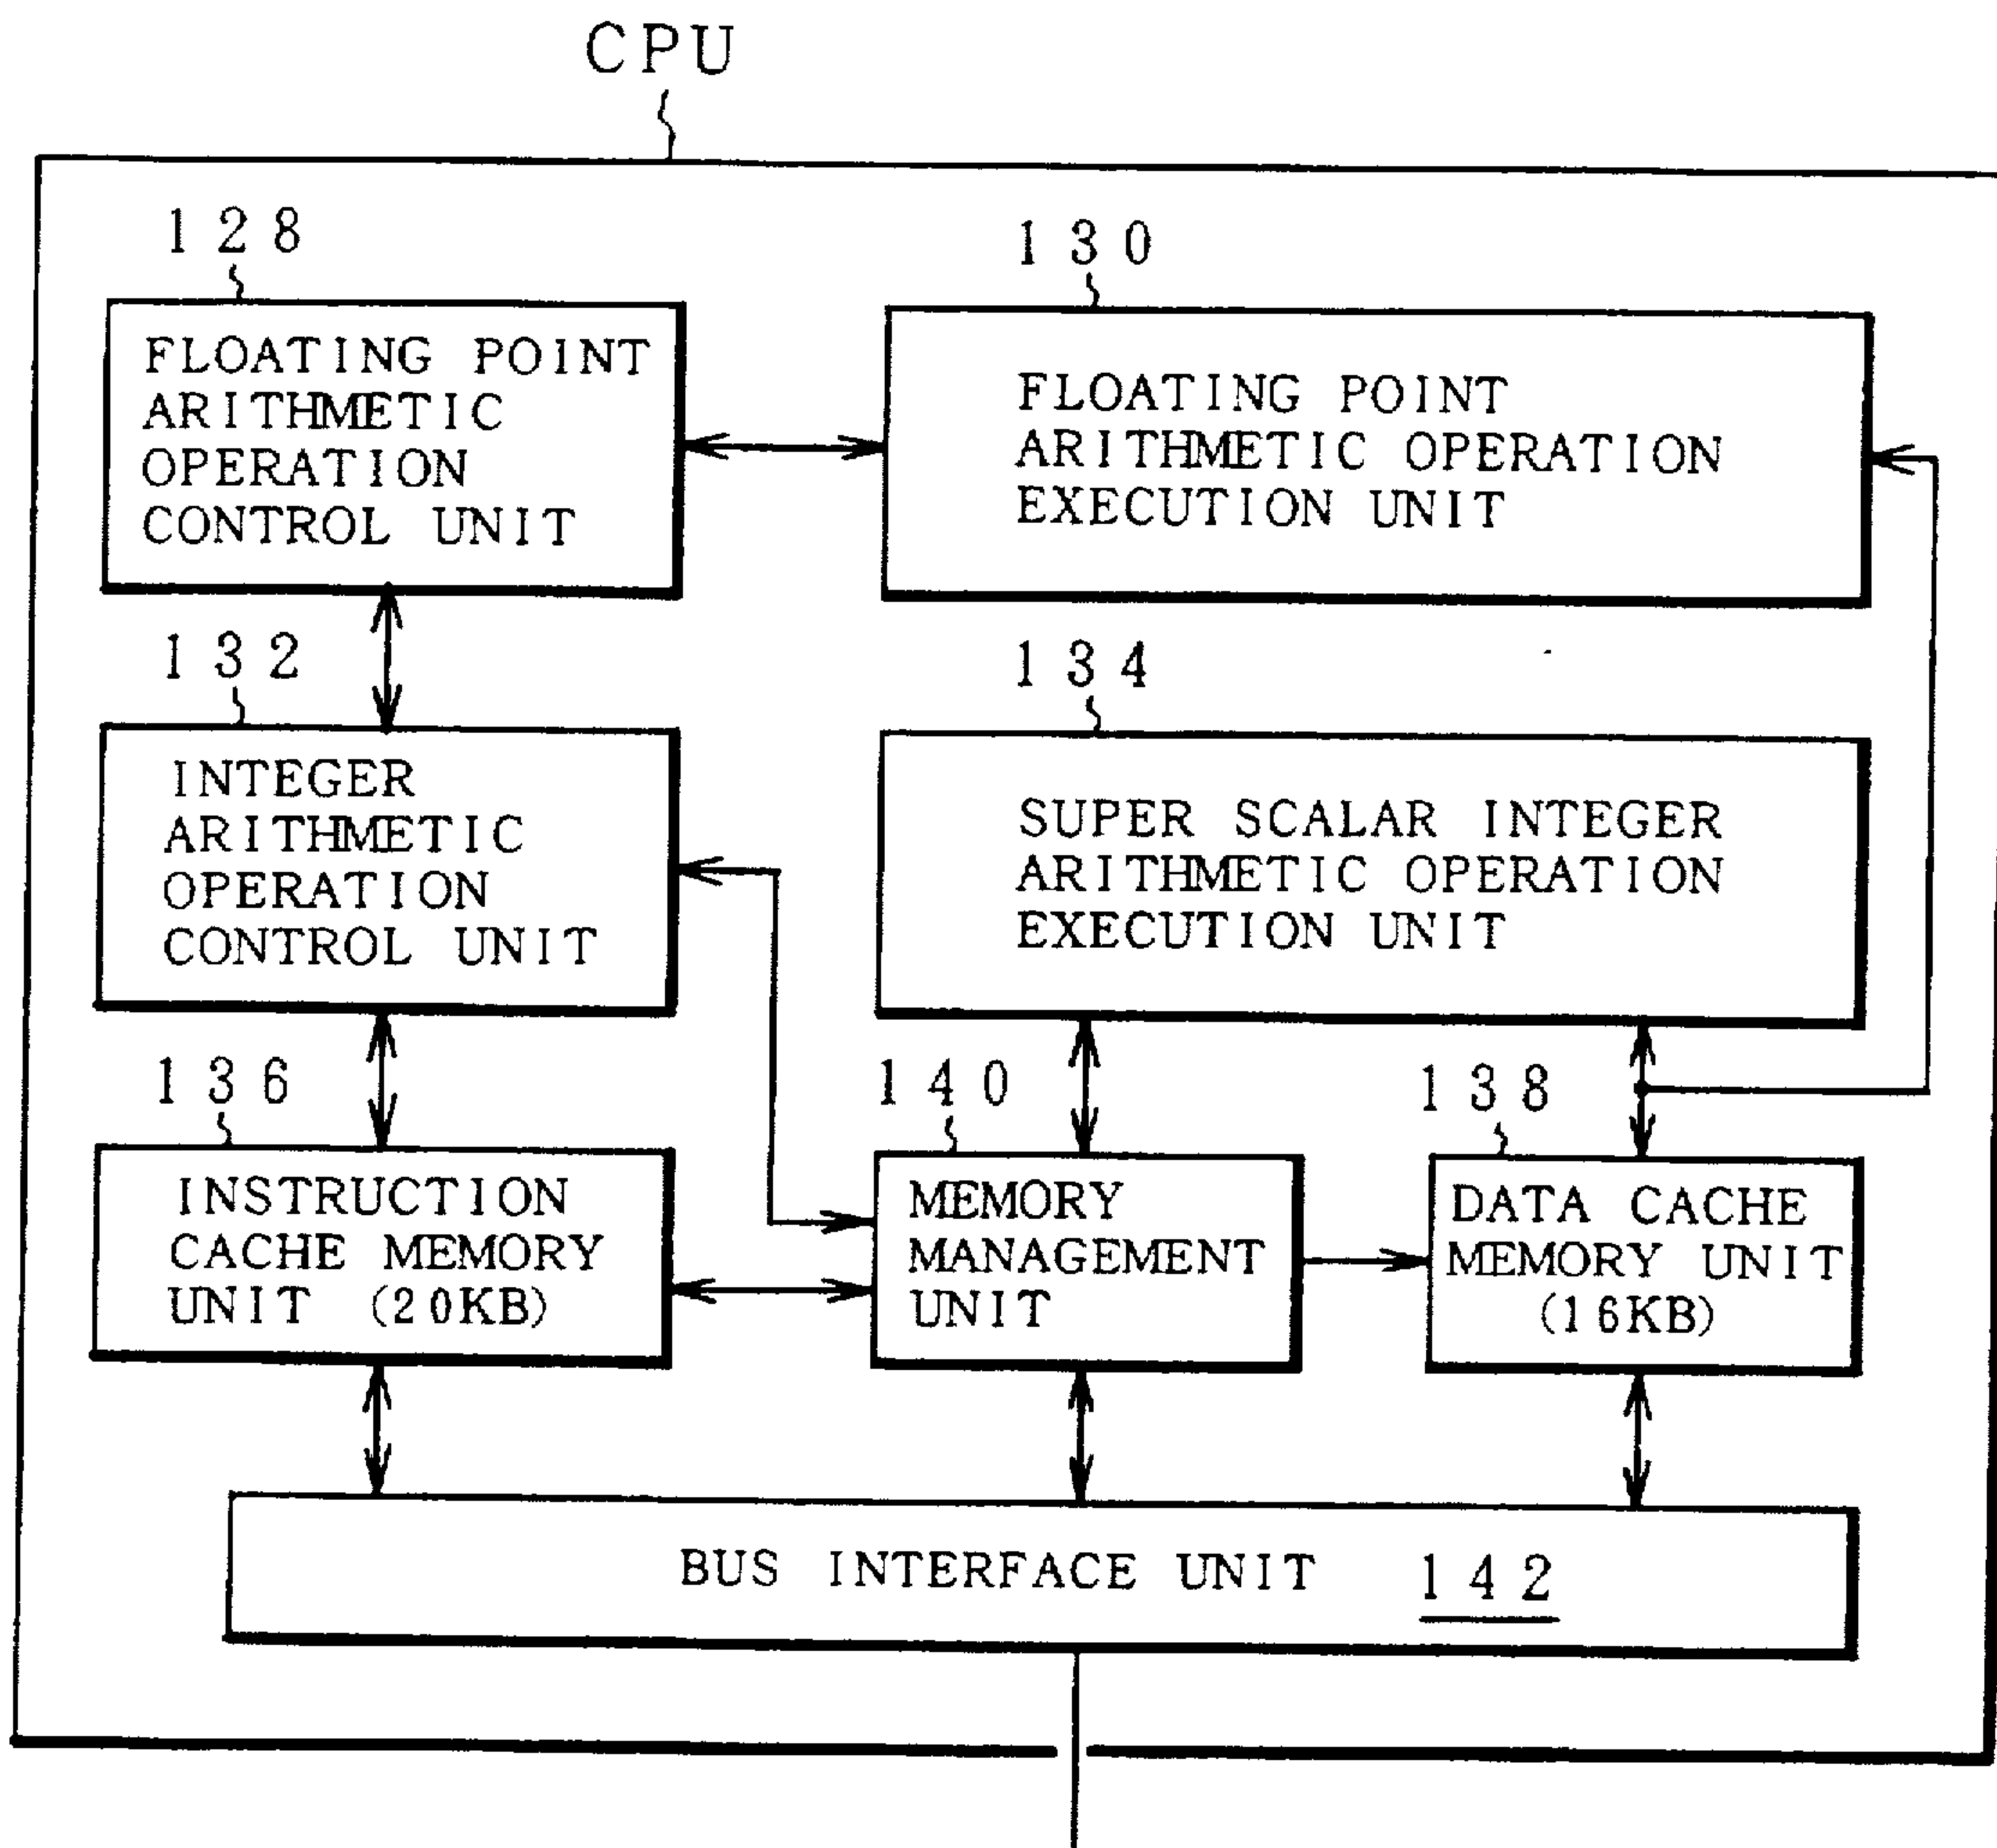 CPU
128
FLOATING POINT
ARITHMETIC
OPERATION
CONTROL UNIT
130
FLOATING POINT
ARITHMETIC OPERATION
EXECUTION UNIT
132
INTEGER
ARITHMETIC
OPERATION
CONTROL UNIT
134
SUPER SCALAR INTEGER
ARITHMETIC OPERATION
EXECUTION UNIT
136
INSTRUCTION
CACHE MEMORY
UNIT (20KB)
140
MEMORY
MANAGEMENT
UNIT
138
DATA CACHE
MEMORY UNIT
(16KB)
BUS INTERFACE UNIT 142